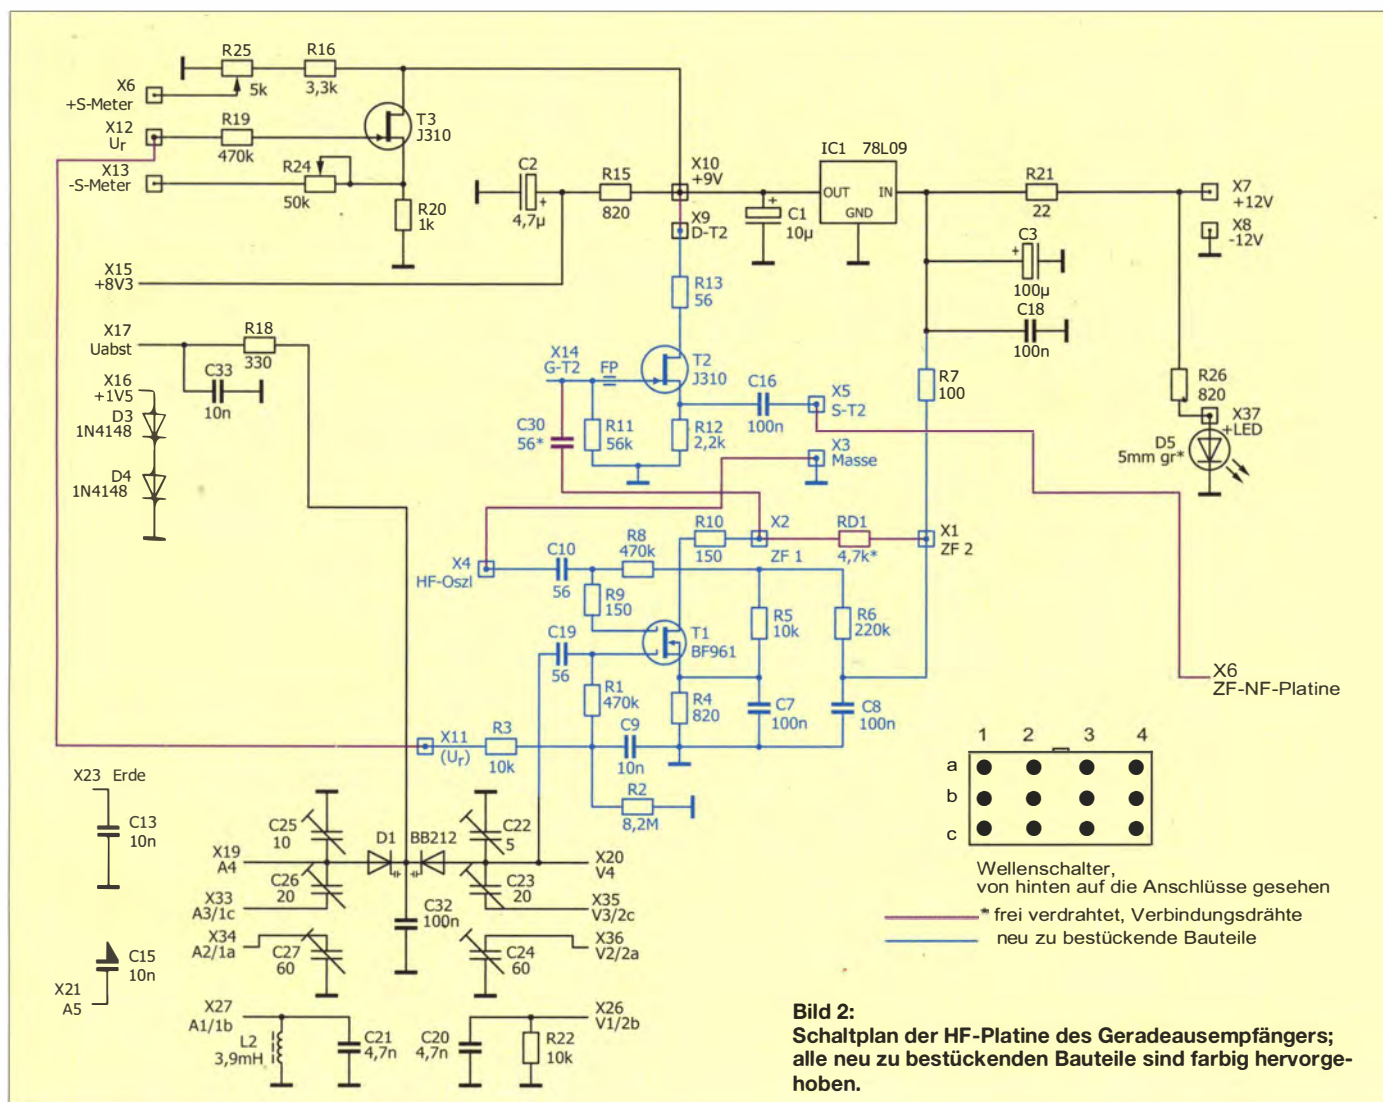 R25
5k
R16
3,3k
X6
+S-Meter
X12
Ur
R19
470k
T3
J310
X13
-S-Meter
R24
50k
R20
1k
C2
+
4,7µ
R15
820
X10
+9V
X9
D-T2
+
C1
10µ
IC1 78L09
OUT IN
GND
R21
22
X7
+12V
X8
-12V
+
C3
100µ
C18
100n
X15
+8V3
X17
Uabst
R18
330
C33
10n
X16
+1V5
D3
1N4148
D4
1N4148
R13
56
X14
G-T2
FP
T2
J310
C30
56*
R11
56k
R12
2,2k
C16
100n
X5
S-T2
X3
Masse
R7
100
R26
820
X37
+LED
D5
5mm gr*
X4
HF-Oszl
C10
56
R8
470k
R9
150
R10
150
X2
ZF 1
RD1
4,7k*
X1
ZF 2
C19
56
T1
BF961
R5
10k
R6
220k
R1
470k
R4
820
C7
100n
C8
100n
X11
(Ur)
R3
10k
C9
10n
R2
8,2M
X6
ZF-NF-Platine
1 2 3 4
a
b
c
Wellenschalter,
von hinten auf die Anschlüsse gesehen
* frei verdrahtet, Verbindungsdrähte
neu zu bestückende Bauteile
X23 Erde
C13
10n
C15
10n
X21
A5
C25
10
D1
BB212
C22
5
X19
A4
X20
V4
C26
20
C23
20
X33
A3/1c
X35
V3/2c
C32
100n
X34
A2/1a
C27
60
C24
60
X36
V2/2a
X27
A1/1b
L2
3,9mH
C21
4,7n
C20
4,7n
R22
10k
X26
V1/2b
Bild 2:
Schaltplan der HF-Platine des Geradeausempfängers;
alle neu zu bestückenden Bauteile sind farbig hervorge-
hoben.